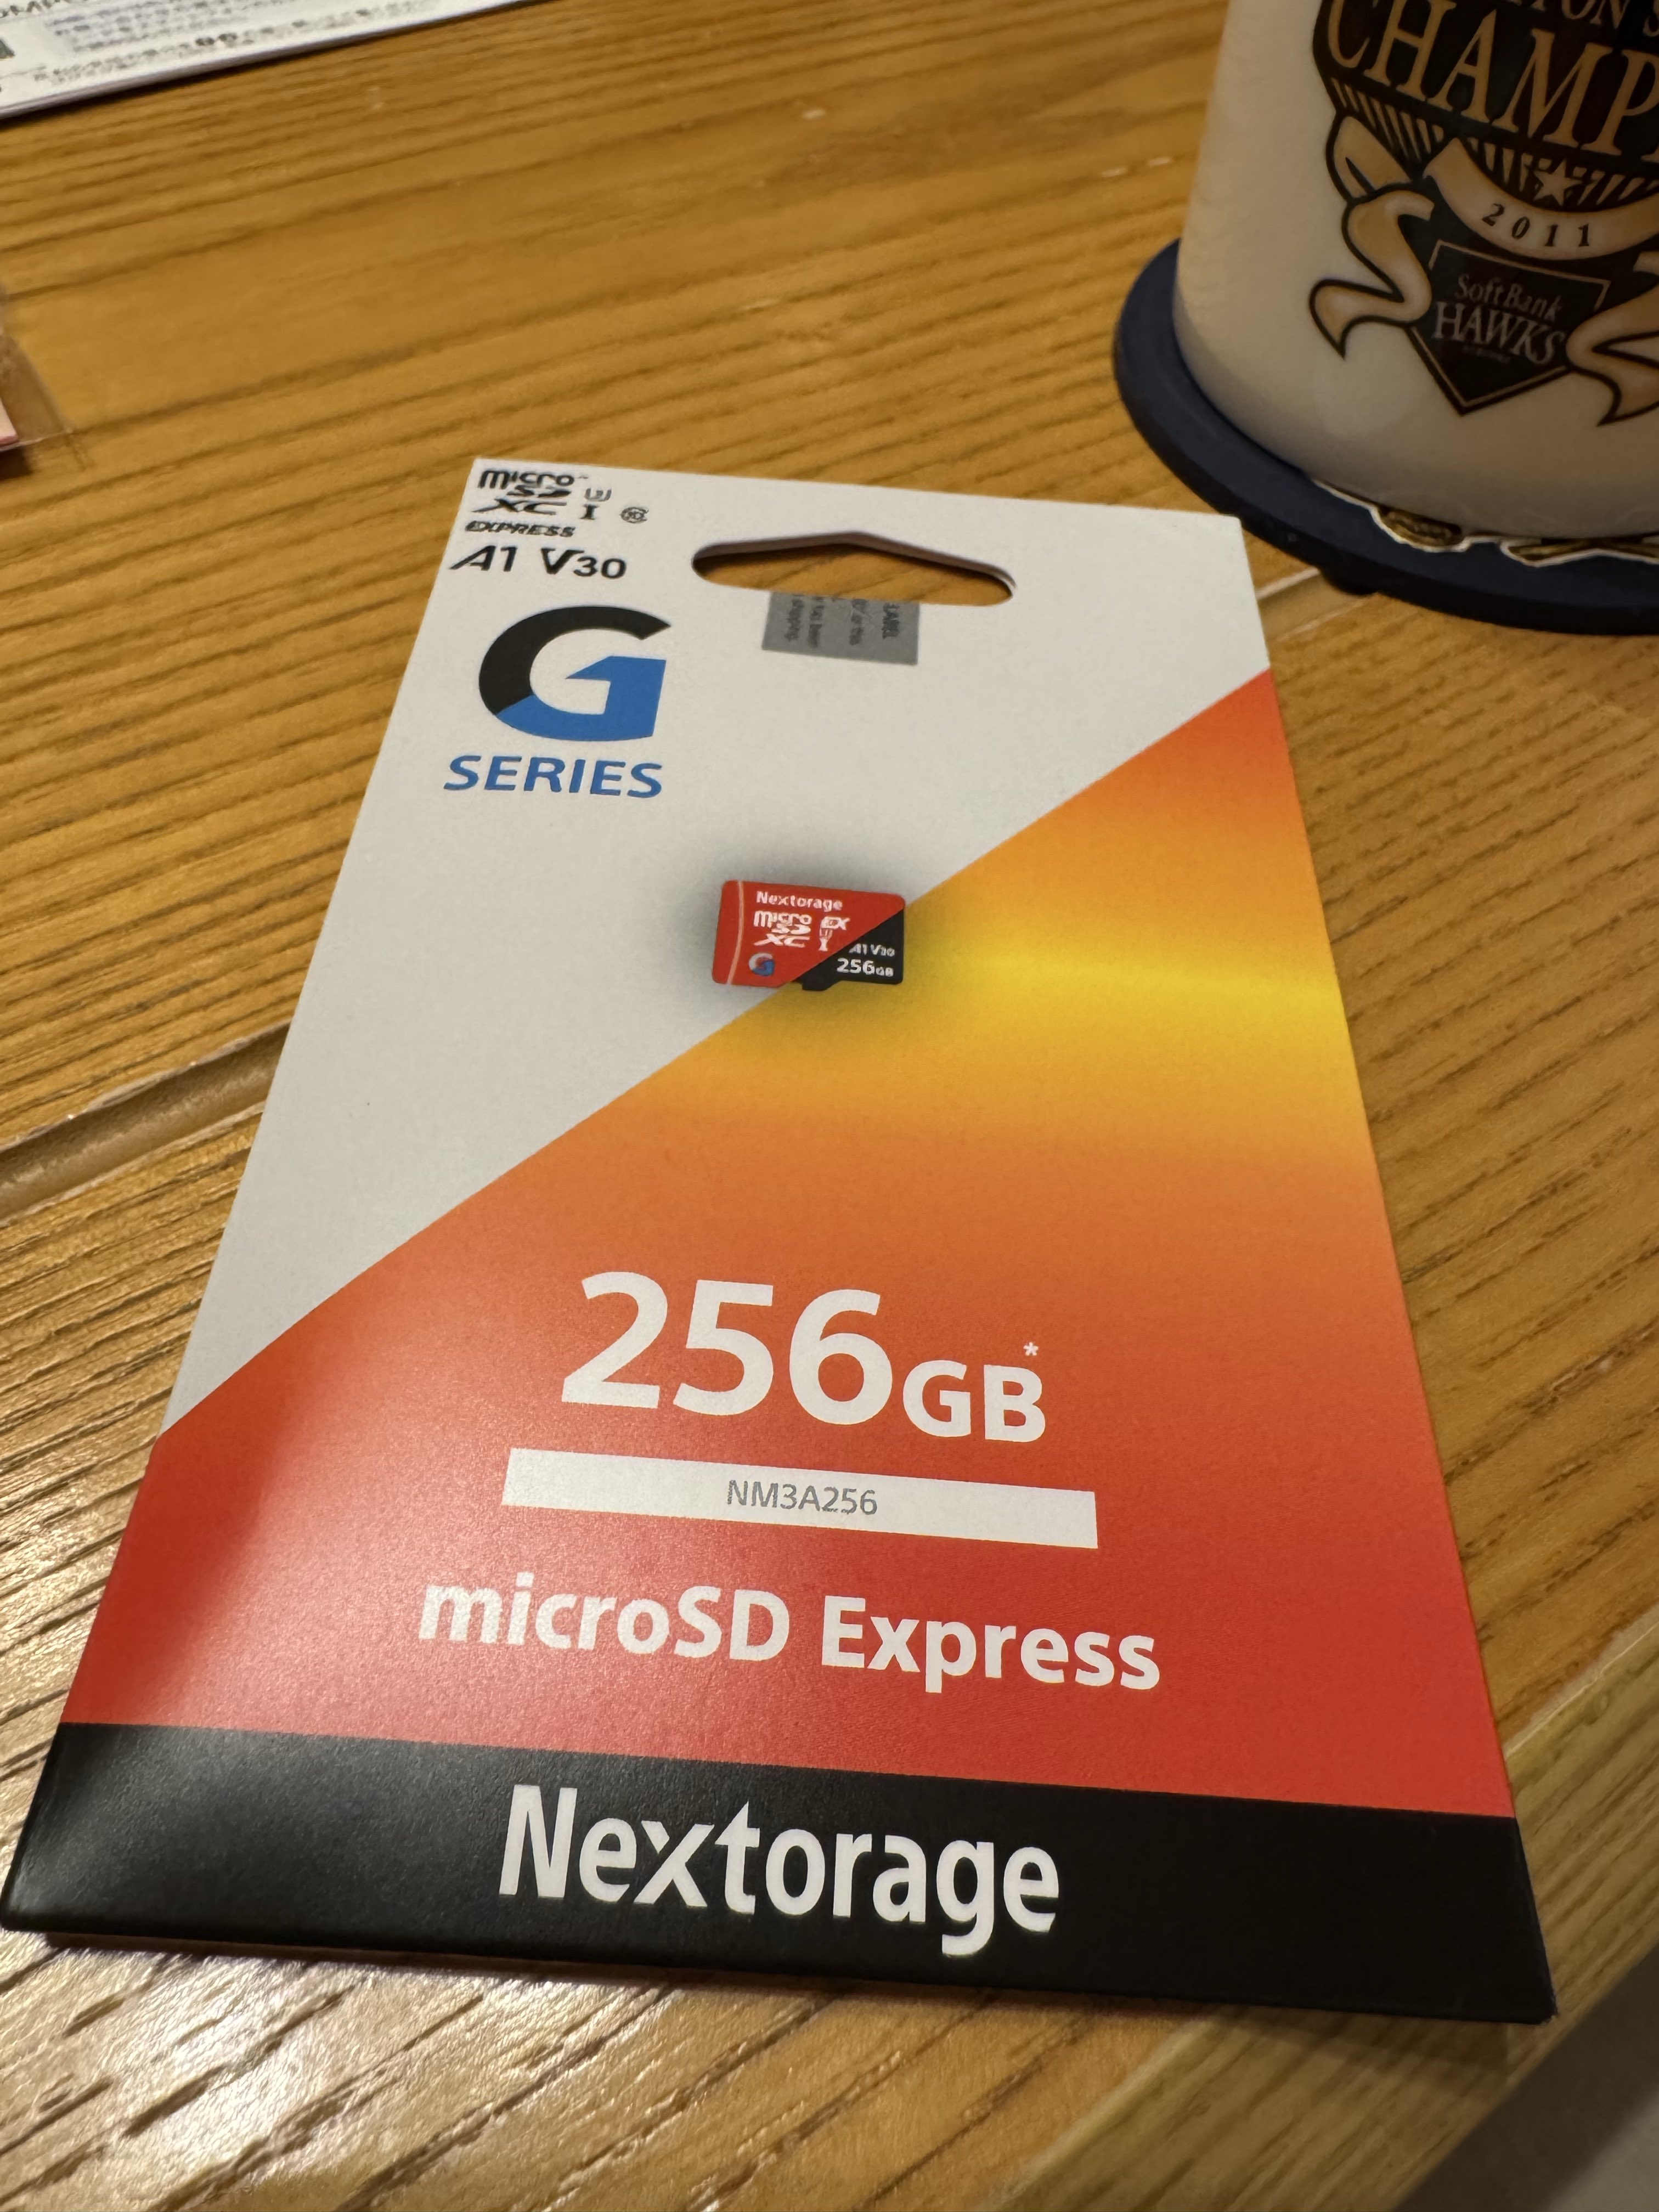 CHAMP
2011
SoftBank
HAWKS
micro
SD
XC I
EXPRESS
A1 V30
G
SERIES
Nextorage
micro EX
SD
XC I
A1 V30
256GB
256GB*
NM3A256
microSD Express
Nextorage